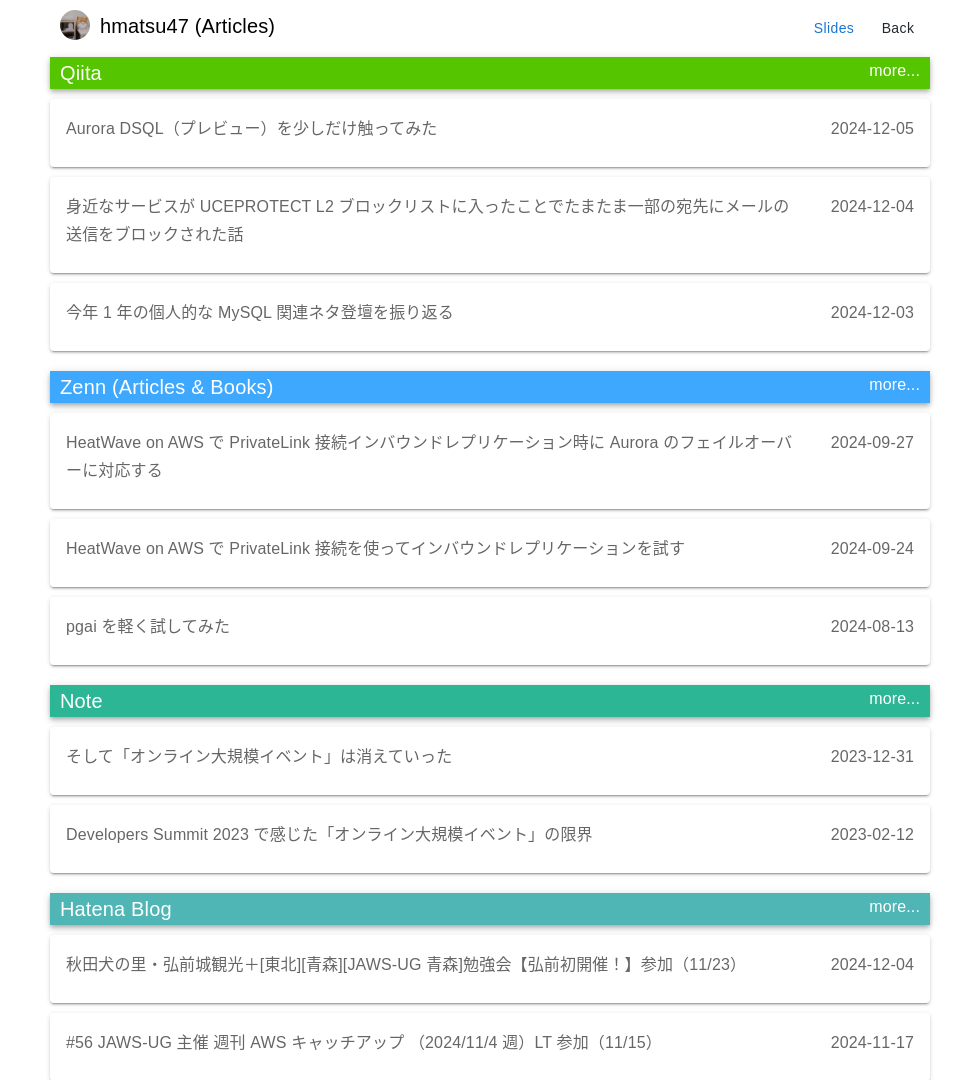 hmatsu47 (Articles)
Slides
Back
Qiita
more...
Aurora DSQL（プレビュー）を少しだけ触ってみた
2024-12-05
身近なサービスが UCEPROTECT L2 ブロックリストに入ったことでたまたま一部の宛先にメールの
2024-12-04
送信をブロックされた話
今年 1 年の個人的な MySQL 関連ネタ登壇を振り返る
2024-12-03
Zenn (Articles & Books)
more...
HeatWave on AWS で PrivateLink 接続インバウンドレプリケーション時に Aurora のフェイルオーバ
2024-09-27
ーに対応する
HeatWave on AWS で PrivateLink 接続を使ってインバウンドレプリケーションを試す
2024-09-24
pgai を軽く試してみた
2024-08-13
Note
more...
そして「オンライン大規模イベント」は消えていった
2023-12-31
Developers Summit 2023 で感じた「オンライン大規模イベント」の限界
2023-02-12
Hatena Blog
more...
秋田犬の里・弘前城観光＋[東北][青森][JAWS-UG 青森]勉強会【弘前初開催！】参加（11/23）
2024-12-04
#56 JAWS-UG 主催 週刊 AWS キャッチアップ （2024/11/4 週）LT 参加（11/15）
2024-11-17